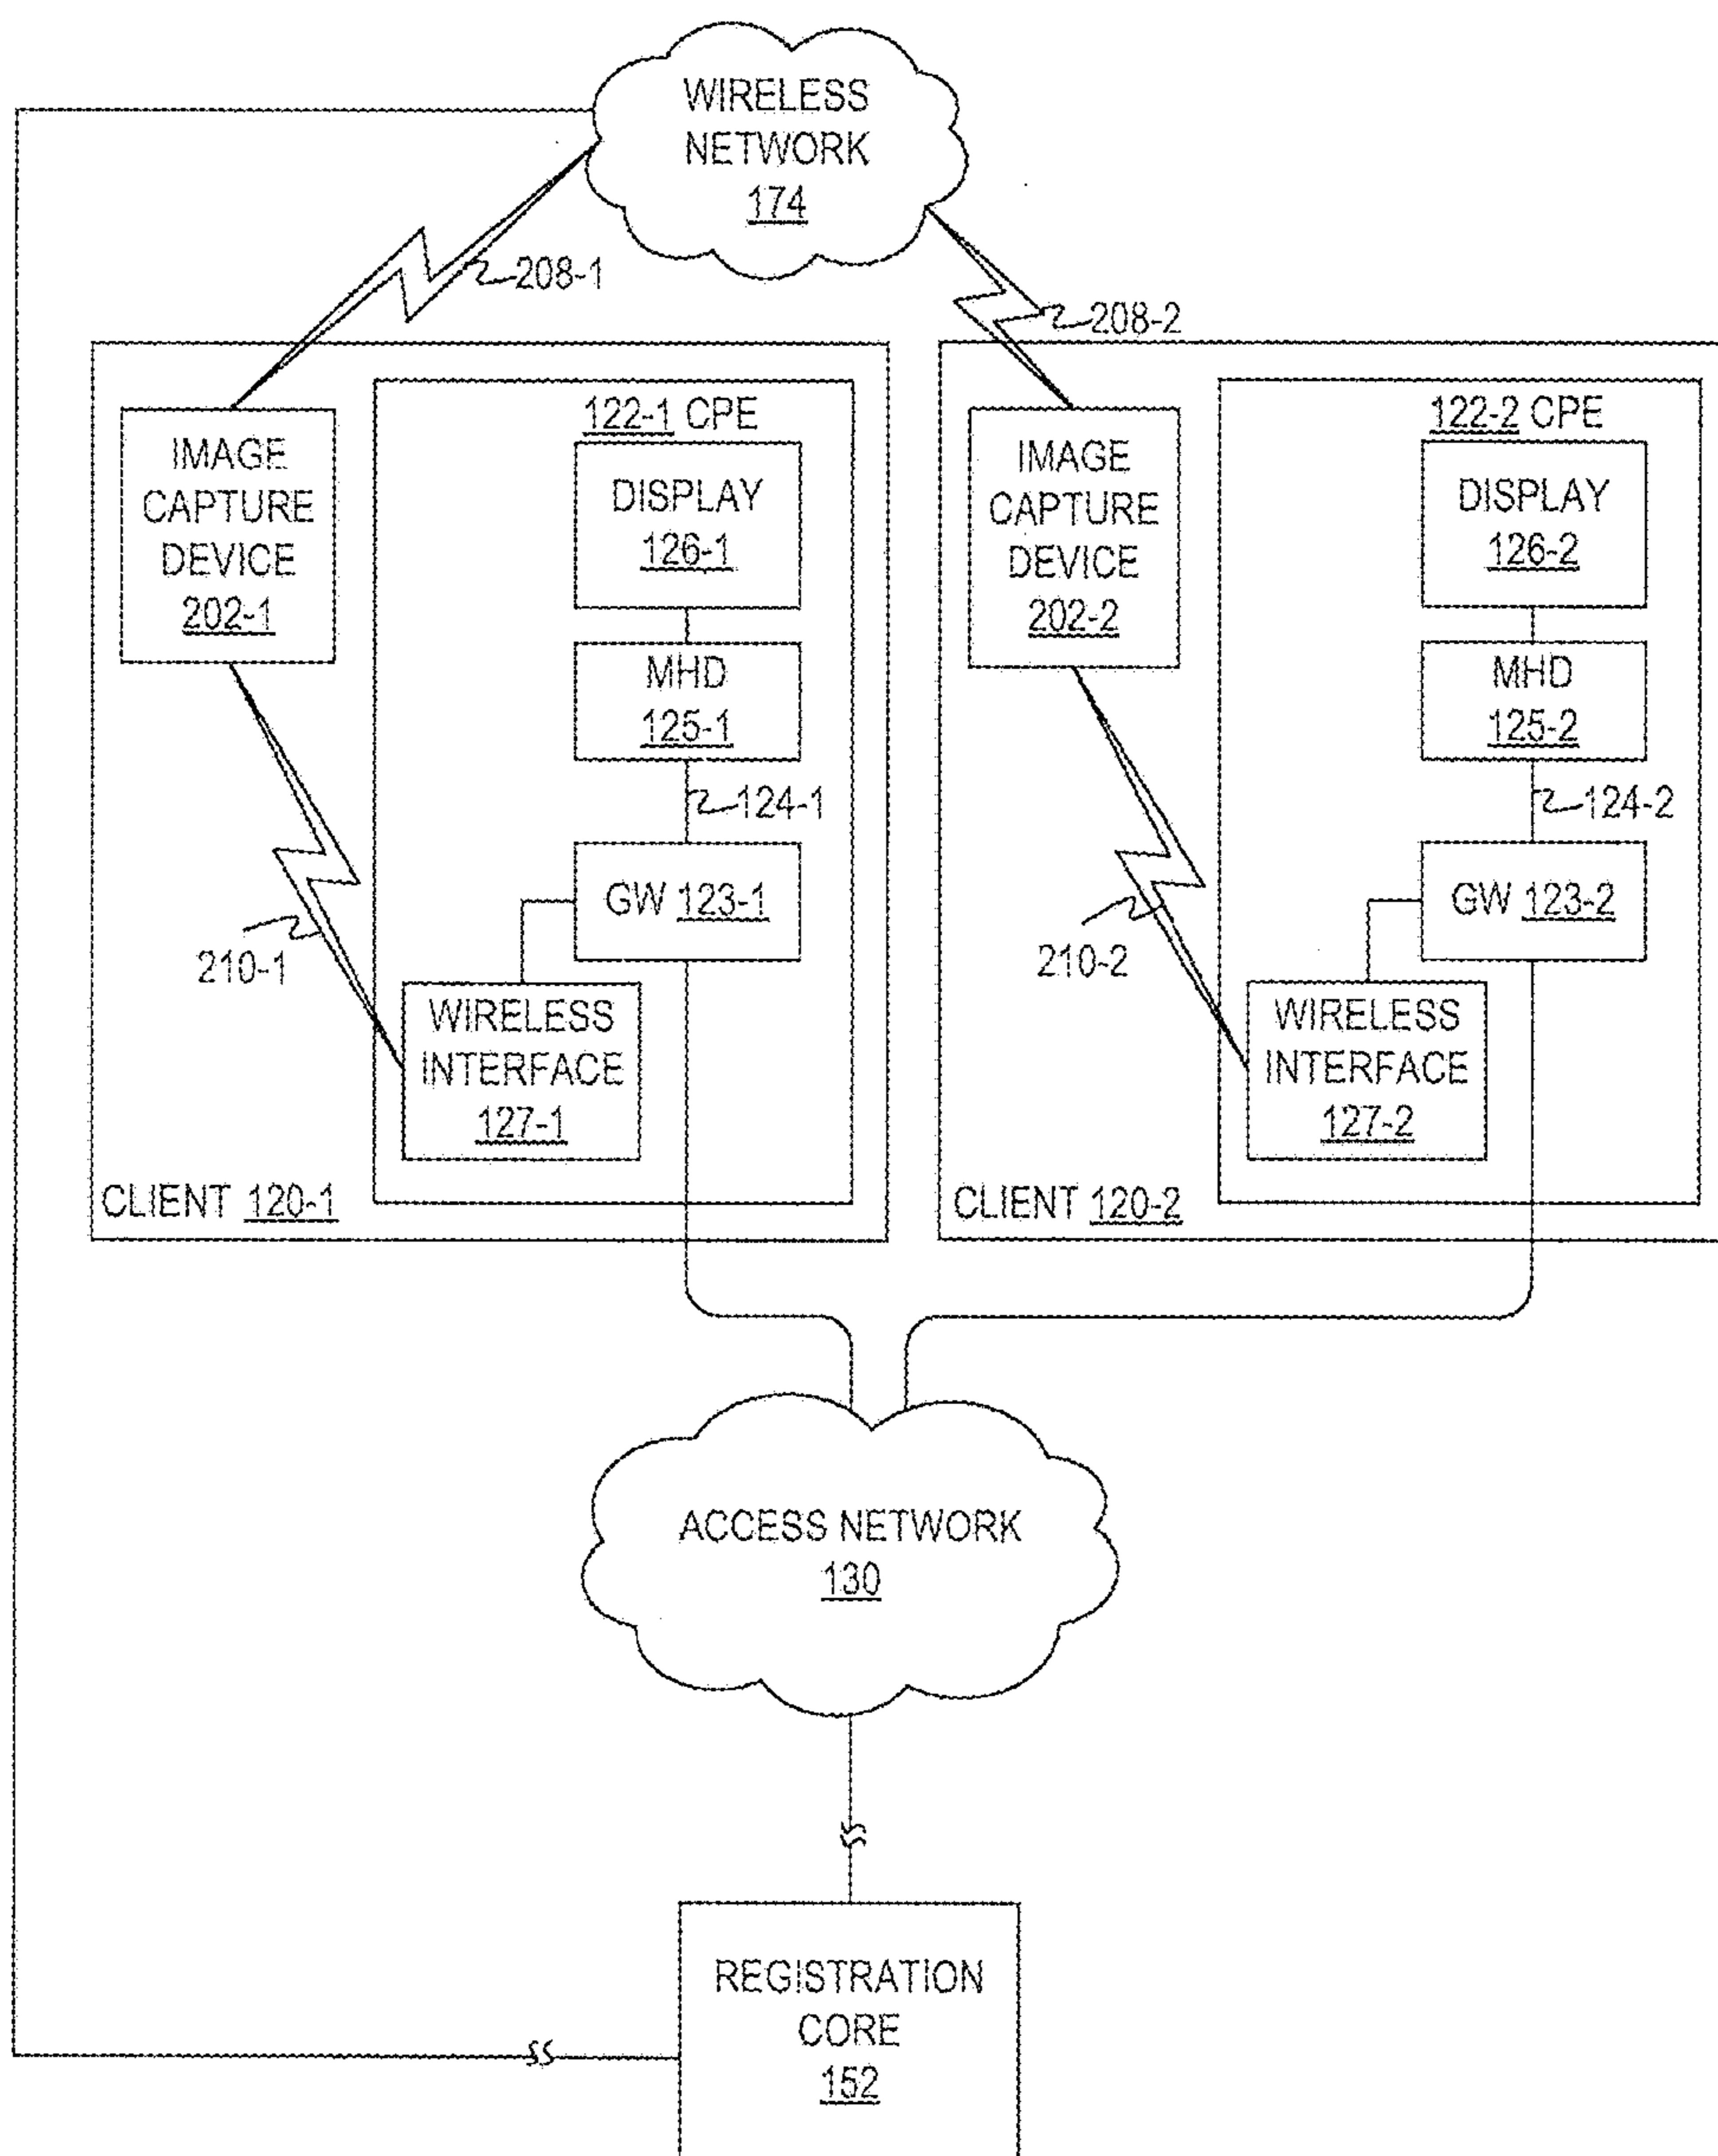 WIRELESS
NETWORK
174
208-1
208-2
122-1 CPE
IMAGE
CAPTURE
DEVICE
202-1
DISPLAY
126-1
MHD
125-1
124-1
GW 123-1
210-1
WIRELESS
INTERFACE
127-1
CLIENT 120-1
122-2 CPE
IMAGE
CAPTURE
DEVICE
202-2
DISPLAY
126-2
MHD
125-2
124-2
GW 123-2
210-2
WIRELESS
INTERFACE
127-2
CLIENT 120-2
ACCESS NETWORK
130
REGISTRATION
CORE
152